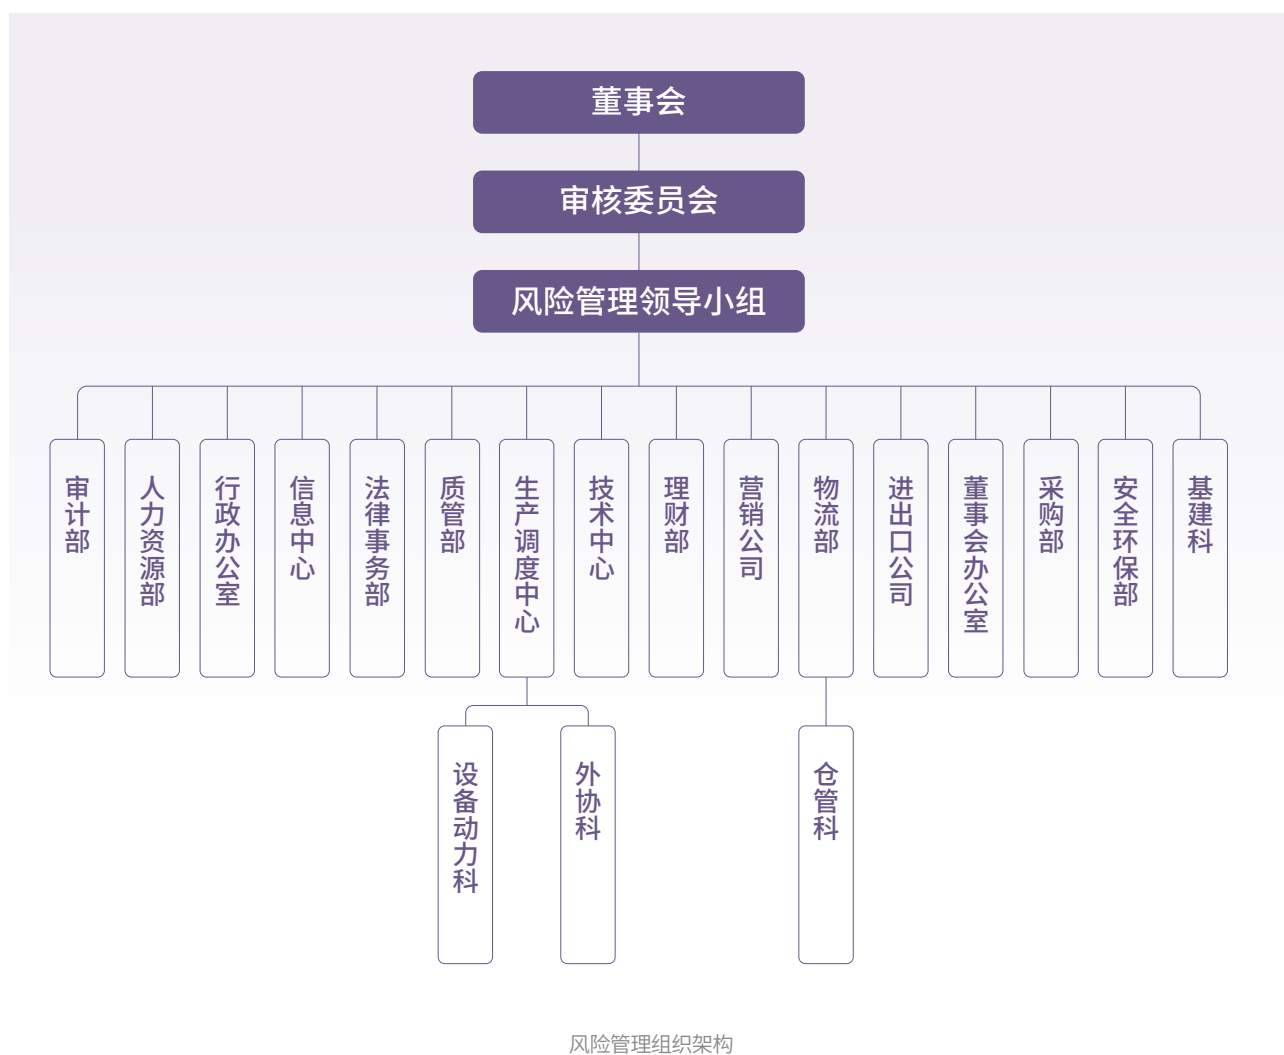 董事会
审核委员会
风险管理领导小组
审计部
人力资源部
行政办公室
信息中心
法律事务部
质管部
生产调度中心
技术中心
理财部
营销公司
物流部
进出口公司
董事会办公室
采购部
安全环保部
基建科
设备动力科
外协科
仓管科
风险管理组织架构